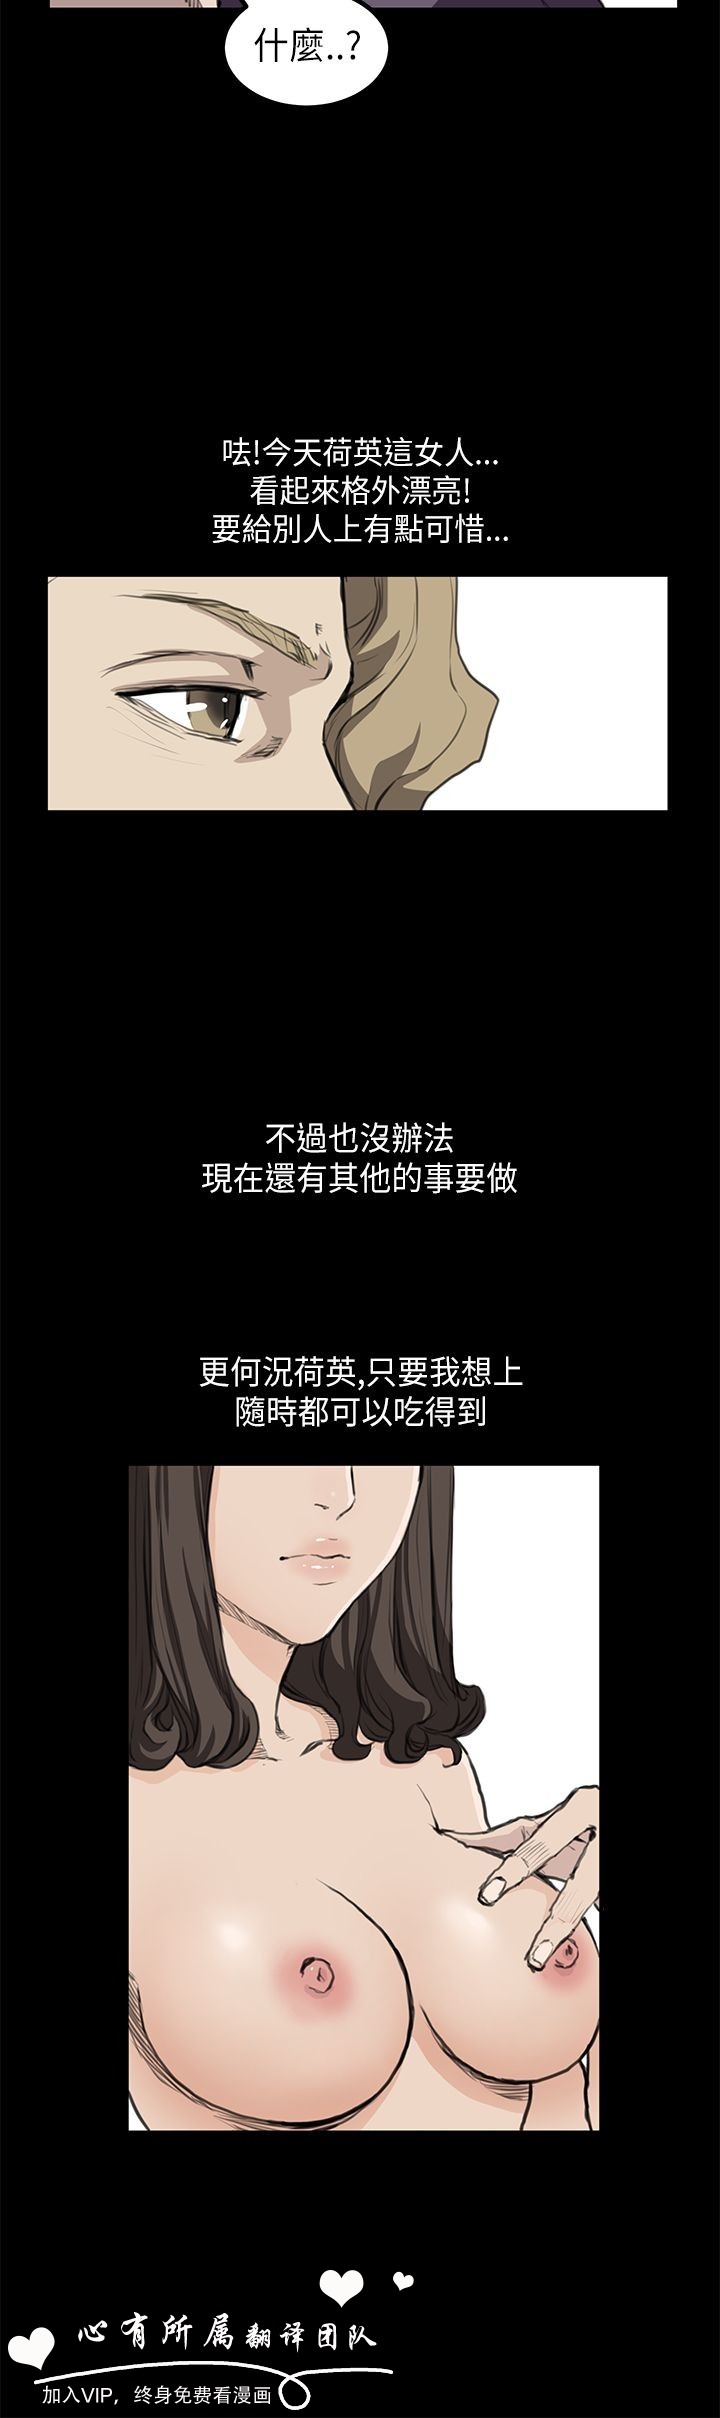 什麼..?
呿!今天荷英這女人...
看起來格外漂亮!
要給別人上有點可惜...
不過也沒辦法
現在還有其他的事要做
更何況荷英,只要我想上
隨時都可以吃得到
心有所属翻译团队
加入VIP，终身免费看漫画